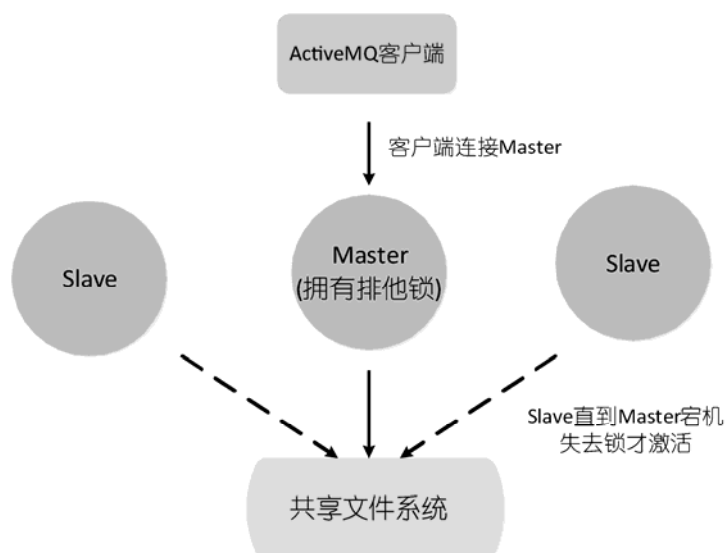 ActiveMQ客户端
客户端连接Master
Slave
Master
(拥有排他锁)
Slave
Slave直到Master宕机
失去锁才激活
共享文件系统